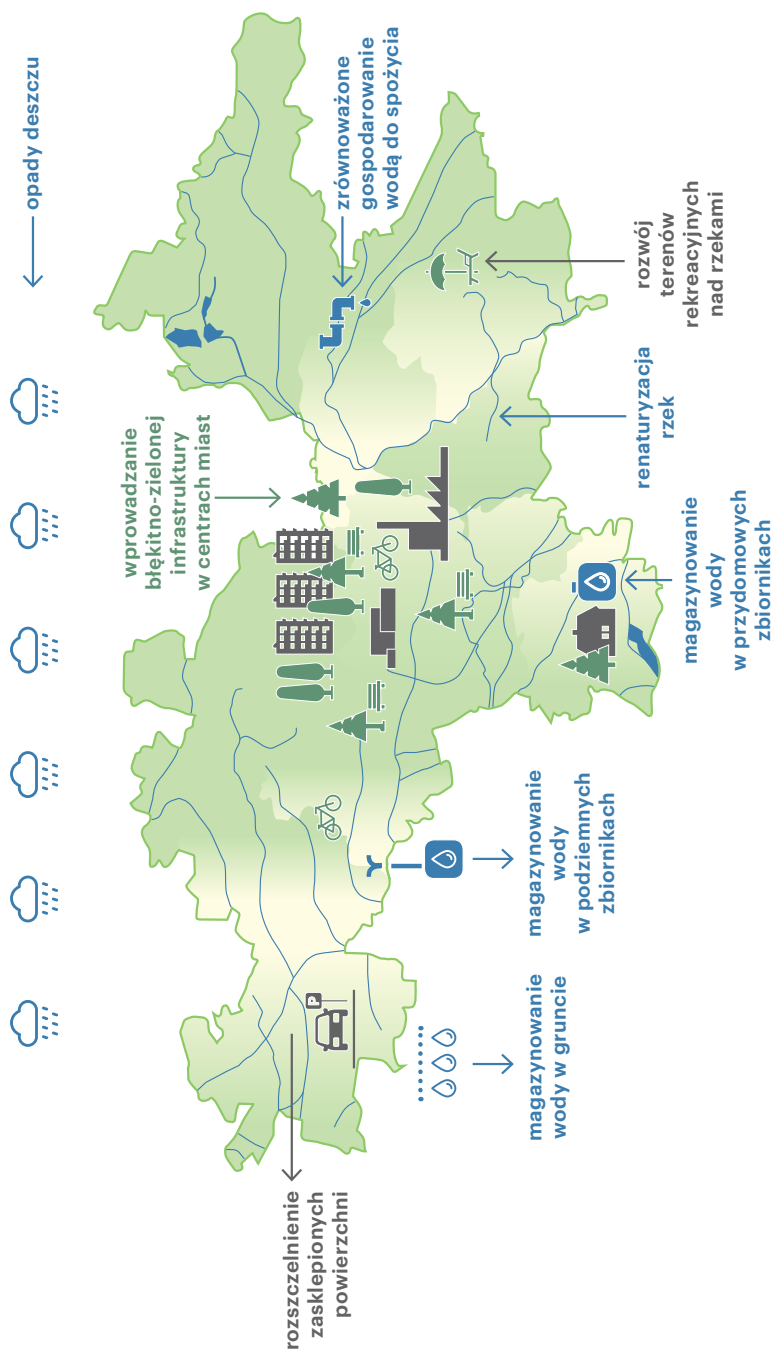 opady deszczu
wprowadzanie
błękitno-zielonej
infrastruktury
w centrach miast
rozszczelnienie
zasklepionych
powierzchni
zrównoważone
gospodarowanie
wodą do spożycia
P
magazynowanie
wody w gruncie
magazynowanie
wody
w podziemnych
zbiornikach
magazynowanie
wody
w przydomowych
zbiornikach
renaturyzacja
rzek
rozwój
terenów
rekreacyjnych
nad rzekami